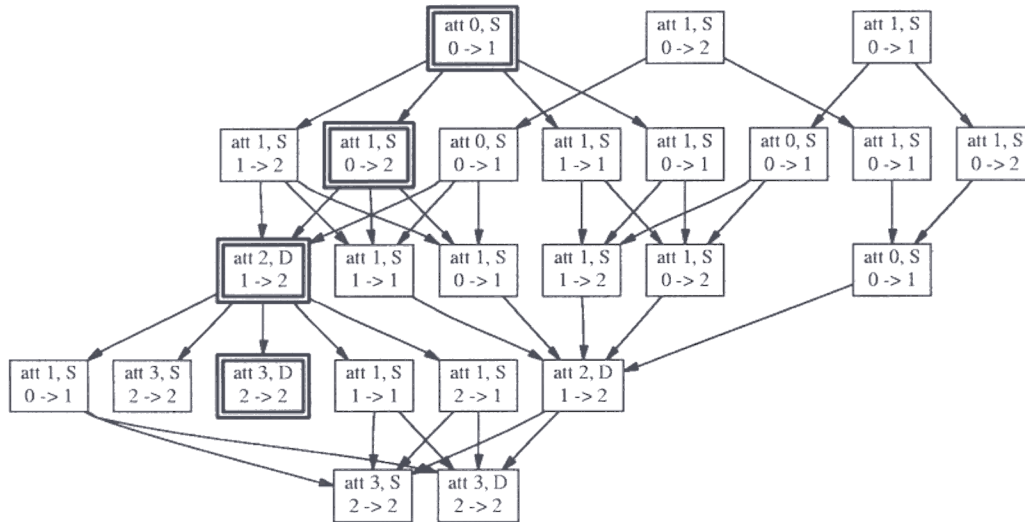 att 0, S
0 -> 1
att 1, S
0 -> 2
att 1, S
0 -> 1
att 1, S
1 -> 2
att 1, S
0 -> 2
att 0, S
0 -> 1
att 1, S
1 -> 1
att 1, S
0 -> 1
att 0, S
0 -> 1
att 1, S
0 -> 1
att 1, S
0 -> 2
att 2, D
1 -> 2
att 1, S
1 -> 1
att 1, S
0 -> 1
att 1, S
1 -> 2
att 1, S
0 -> 2
att 0, S
0 -> 1
att 1, S
0 -> 1
att 3, S
2 -> 2
att 3, D
2 -> 2
att 1, S
1 -> 1
att 1, S
2 -> 1
att 2, D
1 -> 2
att 3, S
2 -> 2
att 3, D
2 -> 2